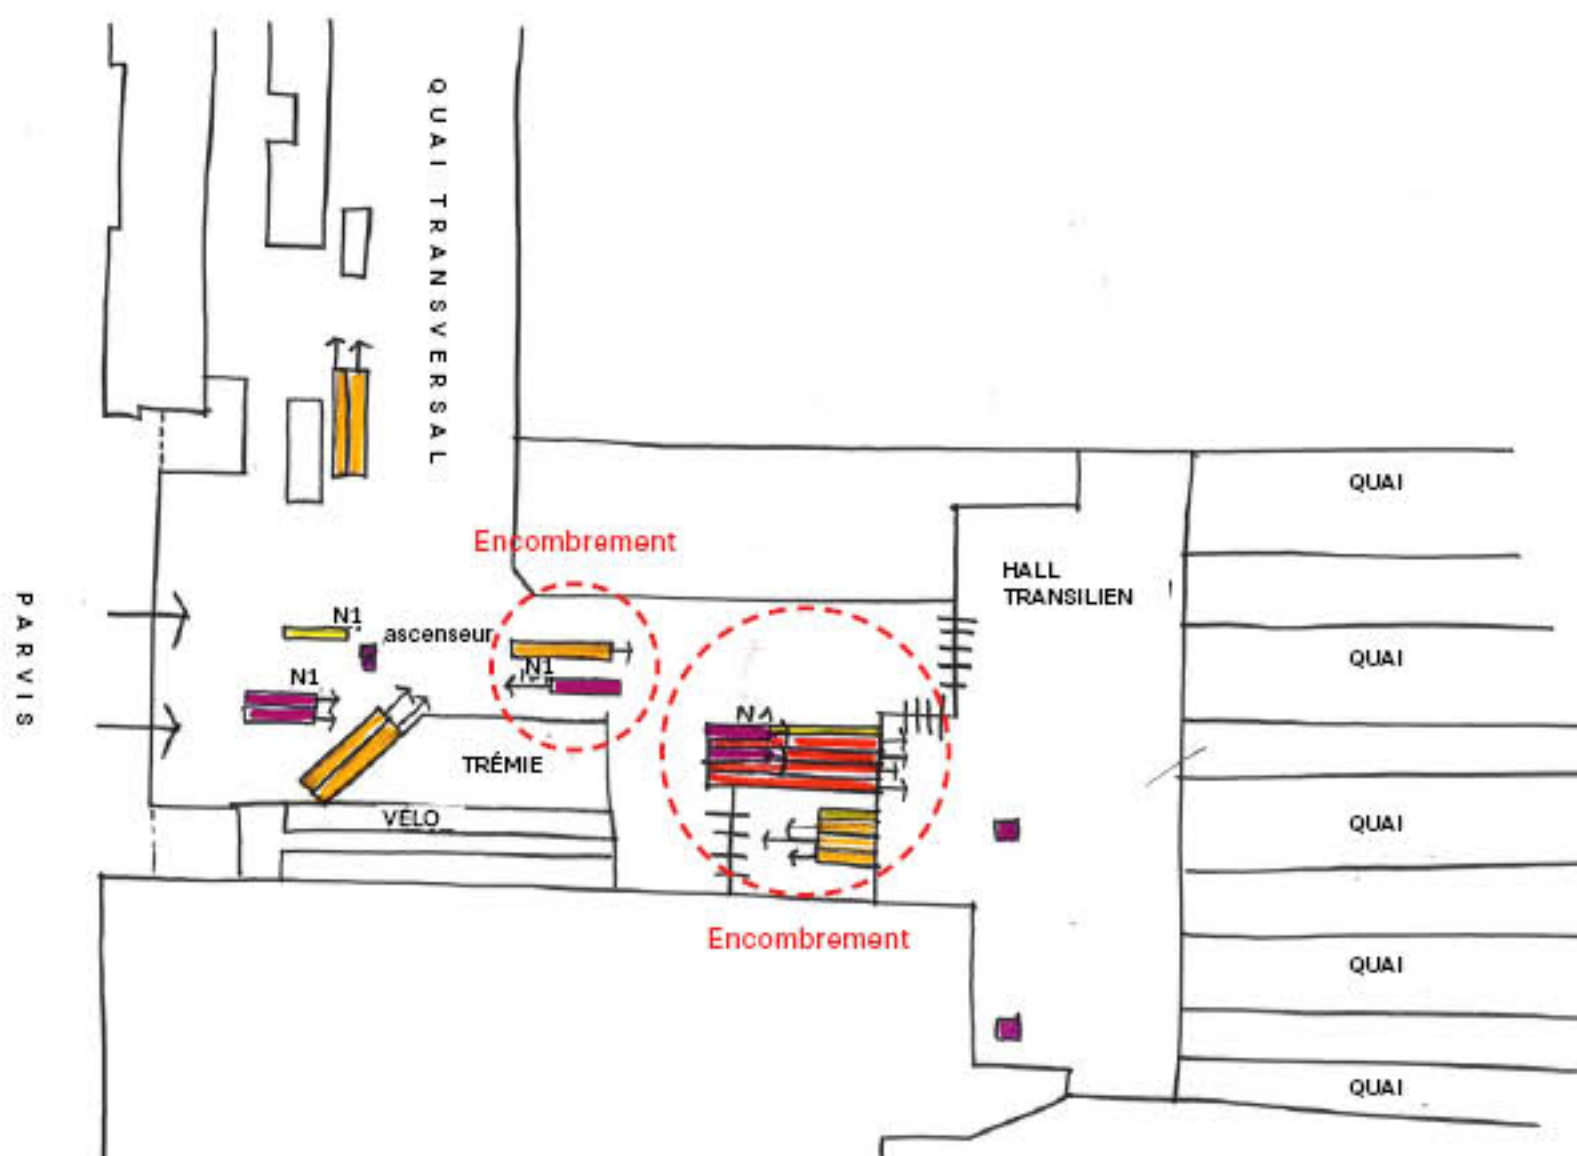 QUAI TRANSVERSAL
QUAI
Encombrement
HALL
TRANSILIEN
PARVIS
N1
ascenseur
QUAI
N1
N1
N1
TRÉMIE
VÉLO
QUAI
Encombrement
QUAI
QUAI